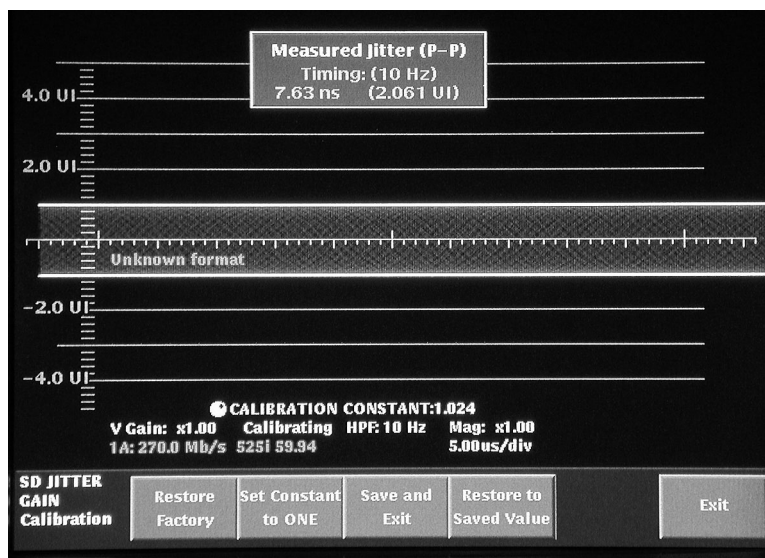 Measured Jitter (P-P)
Timing: (10 Hz)
7.63 ns (2.061 UI)
4.0 UI
2.0 UI
Unknown format
-2.0 UI
-4.0 UI
CALIBRATION CONSTANT:1.024
V Gain: x1.00 Calibrating HPF: 10 Hz Mag: x1.00
1A: 270.0 Mb/s 525i 59.94 5.00us/div
SD JITTER
GAIN
Calibration
Restore
Factory
Set Constant
to ONE
Save and
Exit
Restore to
Saved Value
Exit